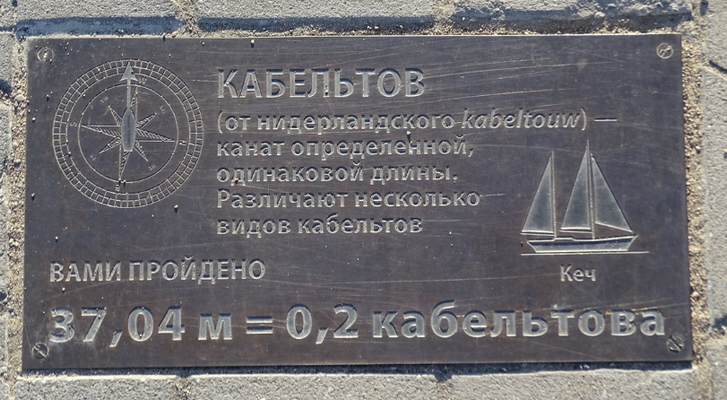 КАБЕЛЬТОВ
(от нидерландского kabeltouw) —
канат определенной,
одинаковой длины.
Различают несколько
видов кабельтов
Кеч
ВАМИ ПРОЙДЕНО
37,04 м = 0,2 кабельтова